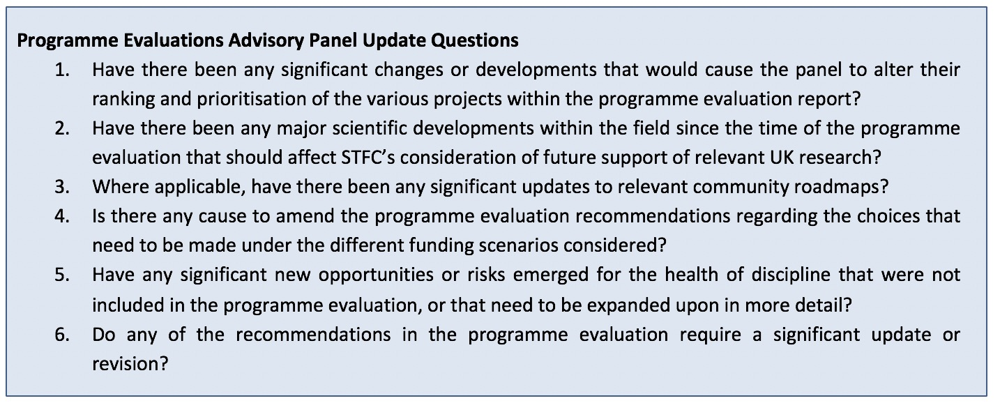 Programme Evaluations Advisory Panel Update Questions
1. Have there been any significant changes or developments that would cause the panel to alter their
ranking and prioritisation of the various projects within the programme evaluation report?
2. Have there been any major scientific developments within the field since the time of the programme
evaluation that should affect STFC’s consideration of future support of relevant UK research?
3. Where applicable, have there been any significant updates to relevant community roadmaps?
4. Is there any cause to amend the programme evaluation recommendations regarding the choices that
need to be made under the different funding scenarios considered?
5. Have any significant new opportunities or risks emerged for the health of discipline that were not
included in the programme evaluation, or that need to be expanded upon in more detail?
6. Do any of the recommendations in the programme evaluation require a significant update or
revision?